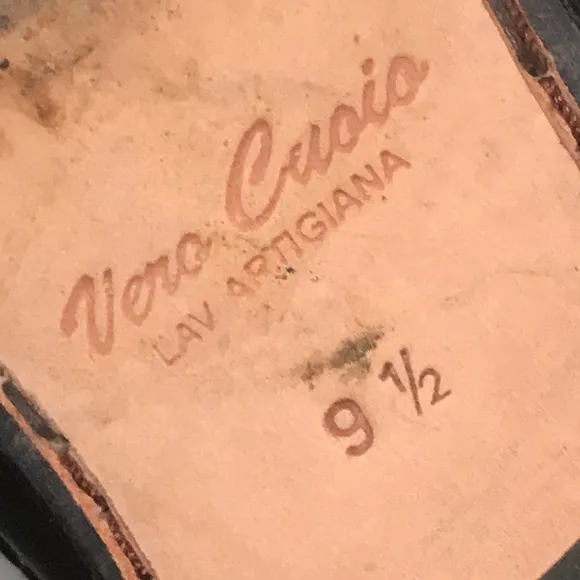 Vero Cuoio
LAV ARTIGIANA
9 1/2